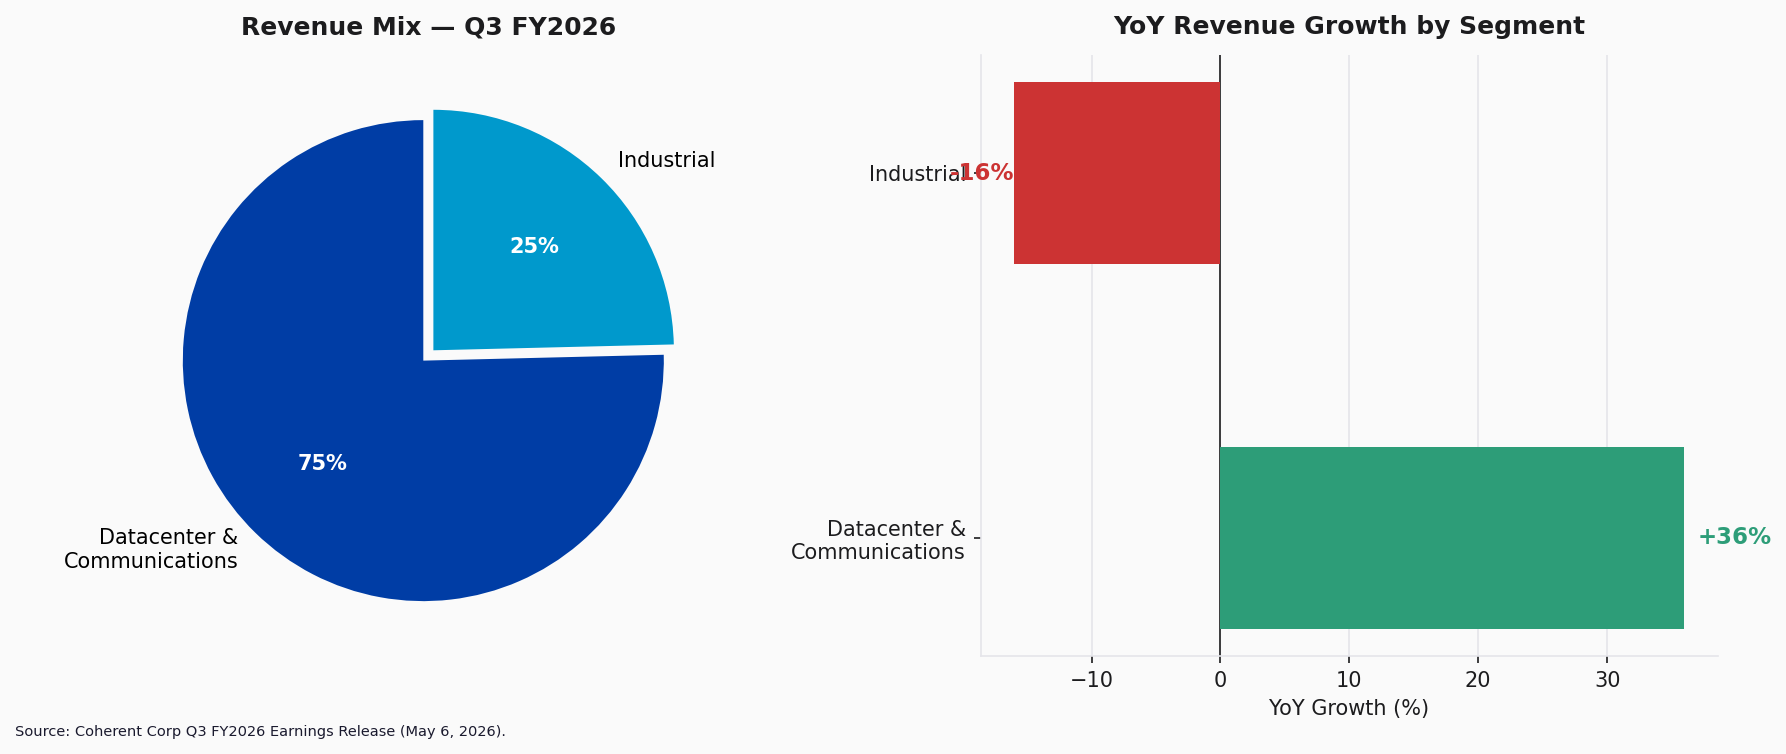 Revenue Mix — Q3 FY2026
Industrial
25%
75%
Datacenter &
Communications
YoY Revenue Growth by Segment
Industrial
-16%
Datacenter &
Communications
+36%
−10 0 10 20 30
YoY Growth (%)
Source: Coherent Corp Q3 FY2026 Earnings Release (May 6, 2026).